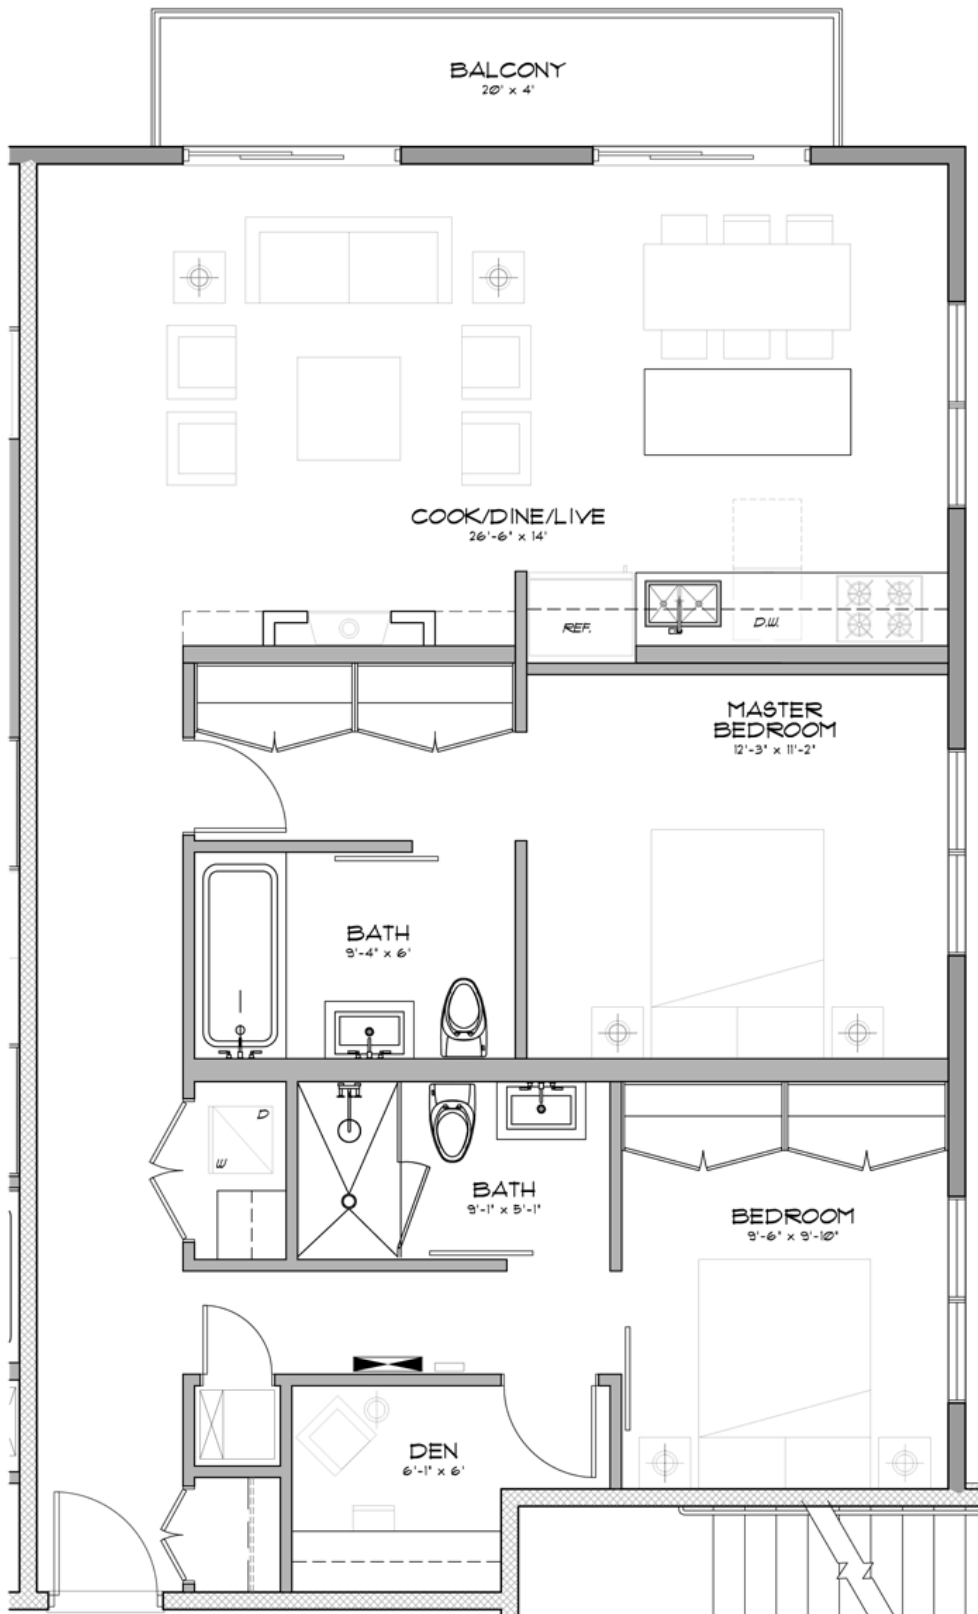 BALCONY
20' x 4'
COOK/DINE/LIVE
26'-6" x 14'
REF.
D.W.
MASTER
BEDROOM
12'-3" x 11'-2"
BATH
9'-4" x 6'
D
W
BATH
9'-1" x 5'-1"
BEDROOM
9'-6" x 9'-10"
DEN
6'-1" x 6'